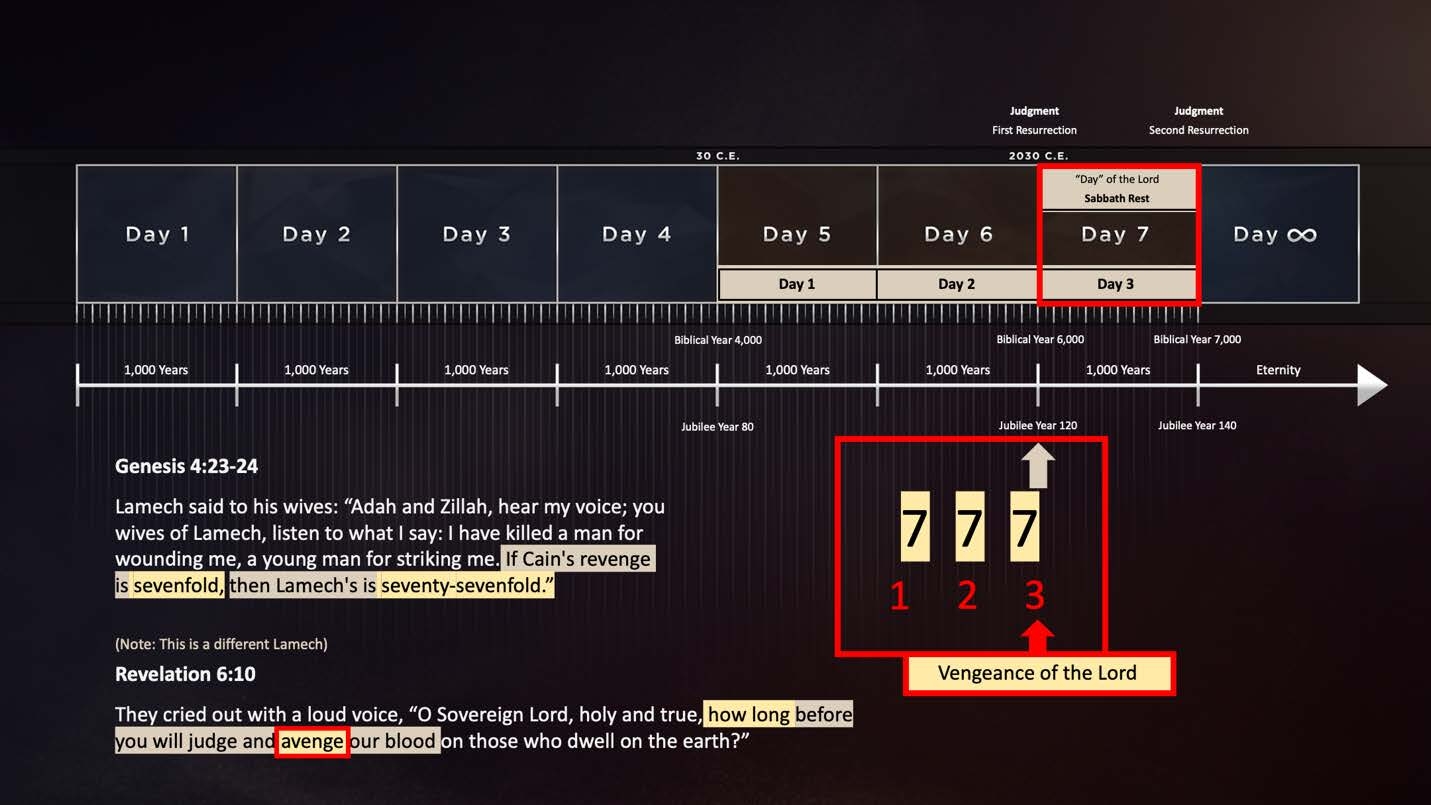 Judgment
First Resurrection
Judgment
Second Resurrection
30 C.E.
2030 C.E.
"Day" of the Lord
Sabbath Rest
Day 1
Day 2
Day 3
Day 4
Day 5
Day 6
Day 7
Day ∞
Day 1
Day 2
Day 3
Biblical Year 4,000
Biblical Year 6,000
Biblical Year 7,000
1,000 Years
1,000 Years
1,000 Years
1,000 Years
1,000 Years
1,000 Years
1,000 Years
Eternity
Jubilee Year 80
Jubilee Year 120
Jubilee Year 140
Genesis 4:23-24
Lamech said to his wives: “Adah and Zillah, hear my voice; you
wives of Lamech, listen to what I say: I have killed a man for
wounding me, a young man for striking me. If Cain's revenge
is sevenfold, then Lamech's is seventy-sevenfold.”
(Note: This is a different Lamech)
Revelation 6:10
They cried out with a loud voice, “O Sovereign Lord, holy and true, how long before
you will judge and avenge our blood on those who dwell on the earth?”
7 7 7
1 2 3
Vengeance of the Lord